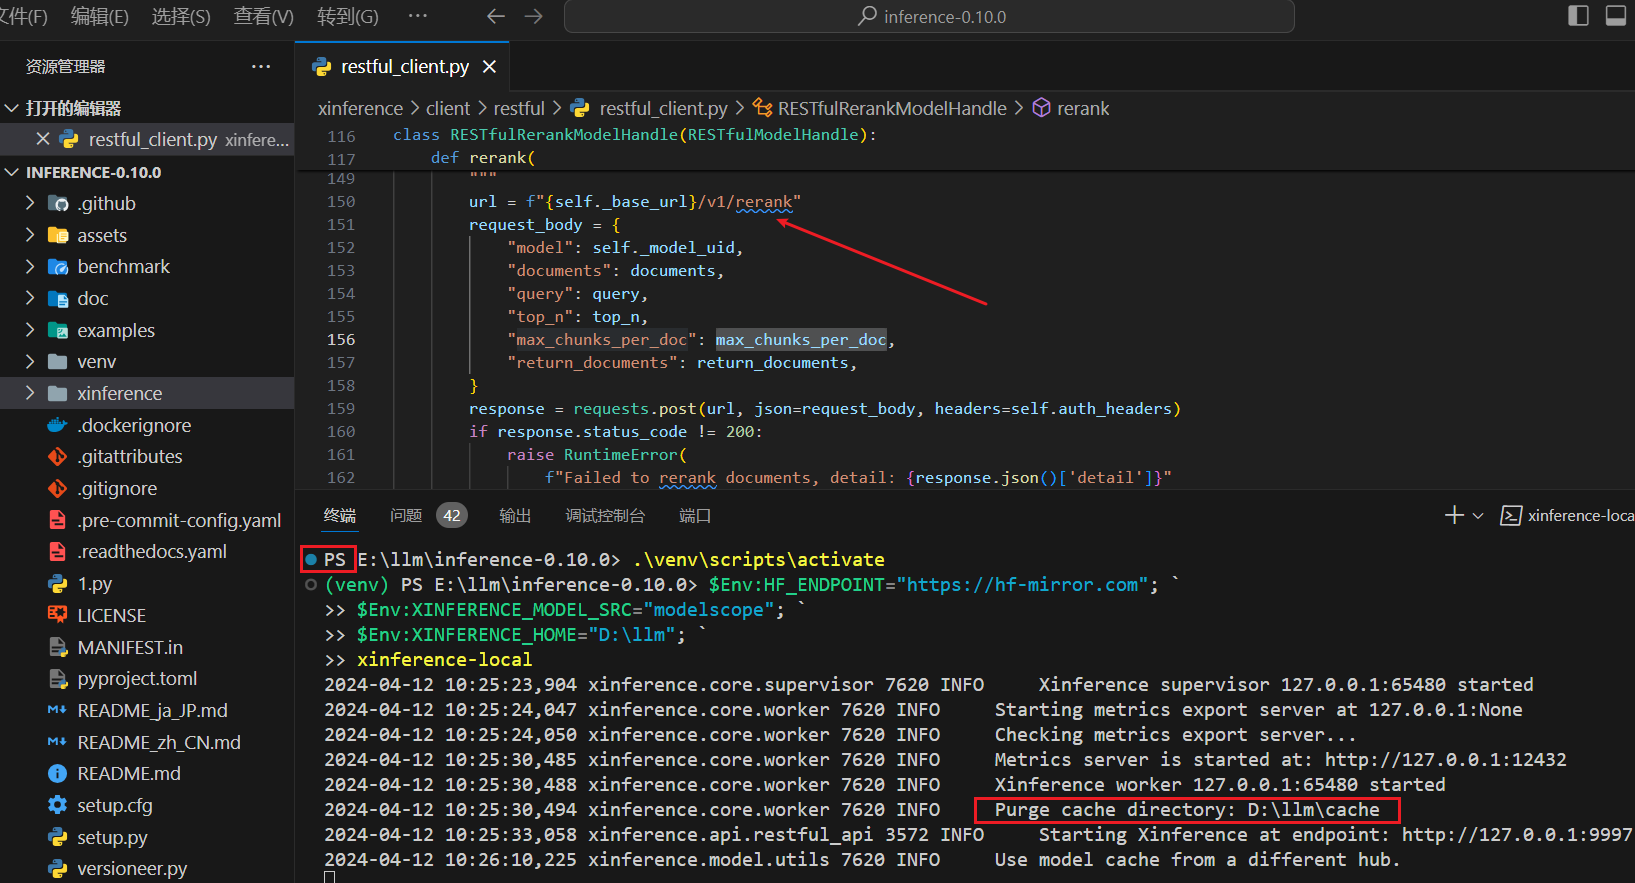 文件(F) 编辑(E) 选择(S) 查看(V) 转到(G) ··· inference-0.10.0
资源管理器 ···
打开的编辑器
restful_client.py xinfere...
INFERENCE-0.10.0
.github
assets
benchmark
doc
examples
venv
xinference
.dockerignore
.gitattributes
.gitignore
.pre-commit-config.yaml
.readthedocs.yaml
1.py
LICENSE
MANIFEST.in
pyproject.toml
README_ja_JP.md
README_zh_CN.md
README.md
setup.cfg
setup.py
versioneer.py
restful_client.py
xinference > client > restful > restful_client.py > RESTfulRerankModelHandle > rerank
116 class RESTfulRerankModelHandle(RESTfulModelHandle):
117 def rerank(
149 """
150 url = f"{self._base_url}/v1/rerank"
151 request_body = {
152 "model": self._model_uid,
153 "documents": documents,
154 "query": query,
155 "top_n": top_n,
156 "max_chunks_per_doc": max_chunks_per_doc,
157 "return_documents": return_documents,
158 }
159 response = requests.post(url, json=request_body, headers=self.auth_headers)
160 if response.status_code != 200:
161 raise RuntimeError(
162 f"Failed to rerank documents, detail: {response.json()['detail']}"
终端 问题 42 输出 调试控制台 端口 xinference-loca
PS E:\llm\inference-0.10.0> .\venv\scripts\activate
(venv) PS E:\llm\inference-0.10.0> $Env:HF_ENDPOINT="https://hf-mirror.com"; `
>> $Env:XINFERENCE_MODEL_SRC="modelscope"; `
>> $Env:XINFERENCE_HOME="D:\llm"; `
>> xinference-local
2024-04-12 10:25:23,904 xinference.core.supervisor 7620 INFO Xinference supervisor 127.0.0.1:65480 started
2024-04-12 10:25:24,047 xinference.core.worker 7620 INFO Starting metrics export server at 127.0.0.1:None
2024-04-12 10:25:24,050 xinference.core.worker 7620 INFO Checking metrics export server...
2024-04-12 10:25:30,485 xinference.core.worker 7620 INFO Metrics server is started at: http://127.0.0.1:12432
2024-04-12 10:25:30,488 xinference.core.worker 7620 INFO Xinference worker 127.0.0.1:65480 started
2024-04-12 10:25:30,494 xinference.core.worker 7620 INFO Purge cache directory: D:\llm\cache
2024-04-12 10:25:33,058 xinference.api.restful_api 3572 INFO Starting Xinference at endpoint: http://127.0.0.1:9997
2024-04-12 10:26:10,225 xinference.model.utils 7620 INFO Use model cache from a different hub.